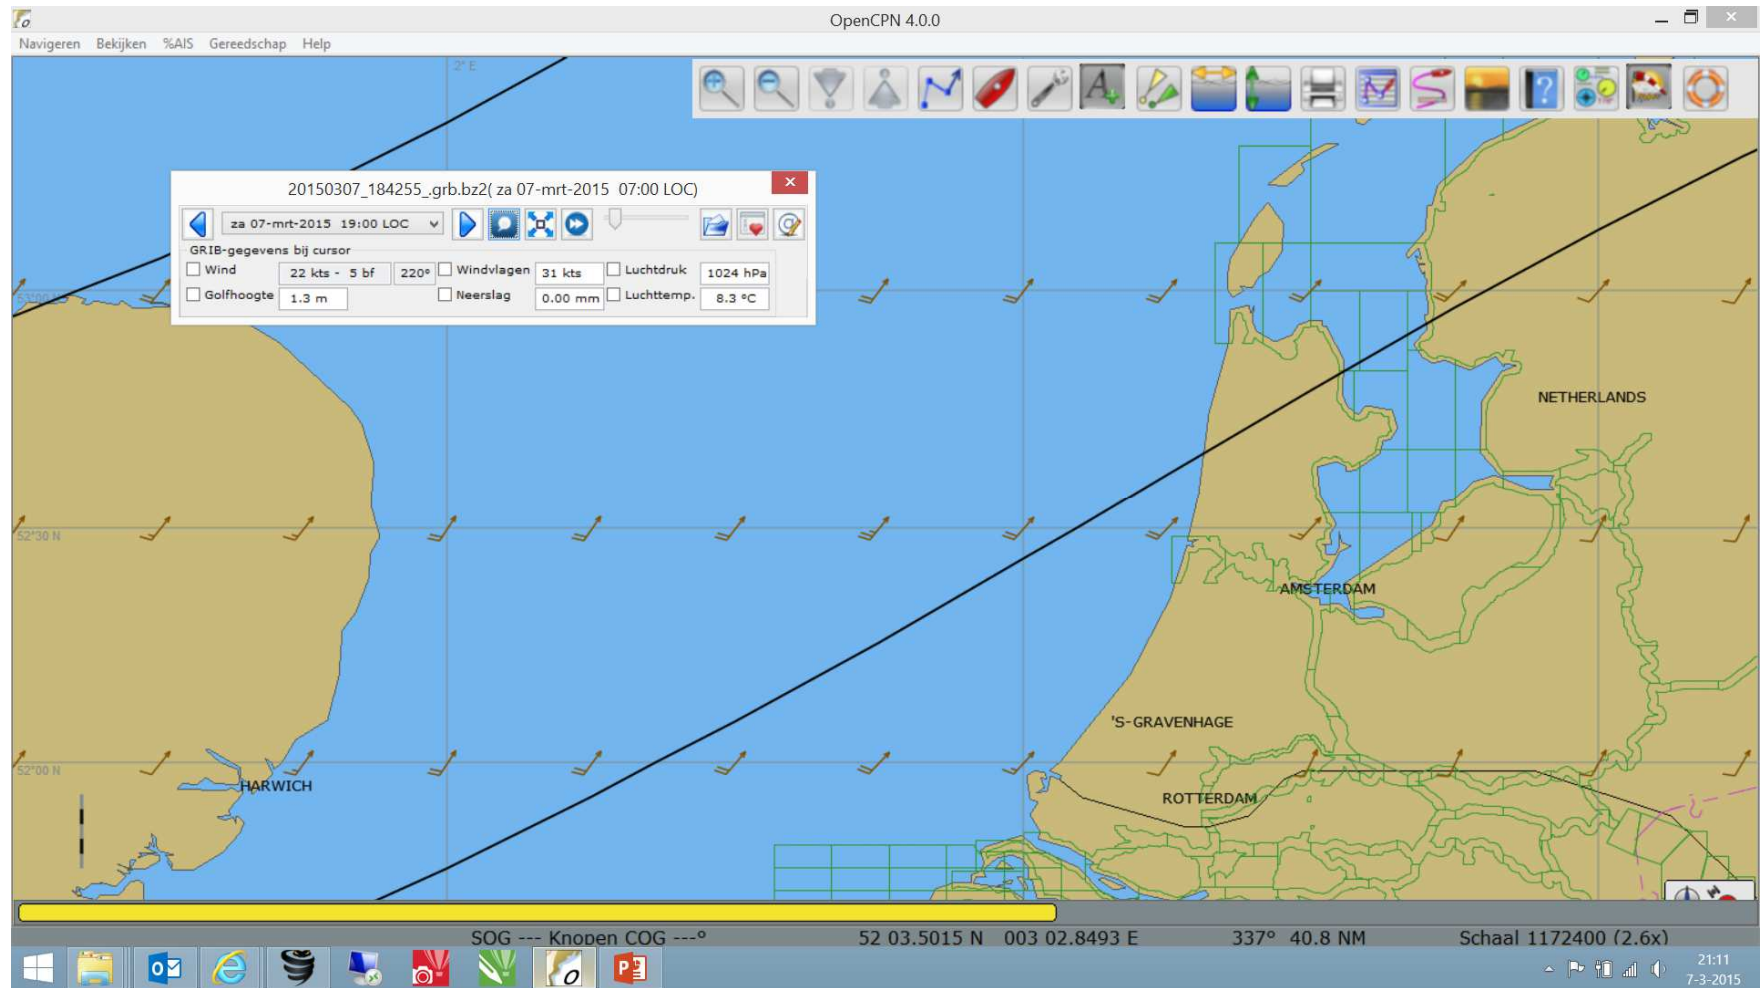 OpenCPN 4.0.0
Navigeren Bekijken %AIS Gereedschap Help
2° E
20150307_184255_.grb.bz2( za 07-mrt-2015 07:00 LOC)
za 07-mrt-2015 19:00 LOC
GRIB-gegevens bij cursor
Wind 22 kts - 5 bf 220° Windvlagen 31 kts Luchtdruk 1024 hPa
Golfhoogte 1.3 m Neerslag 0.00 mm Luchttemp. 8.3 °C
NETHERLANDS
52°30 N
AMSTERDAM
'S-GRAVENHAGE
52°00 N
HARWICH
ROTTERDAM
SOG --- Knopen COG ---° 52 03.5015 N 003 02.8493 E 337° 40.8 NM Schaal 1172400 (2.6x)
21:11
7-3-2015